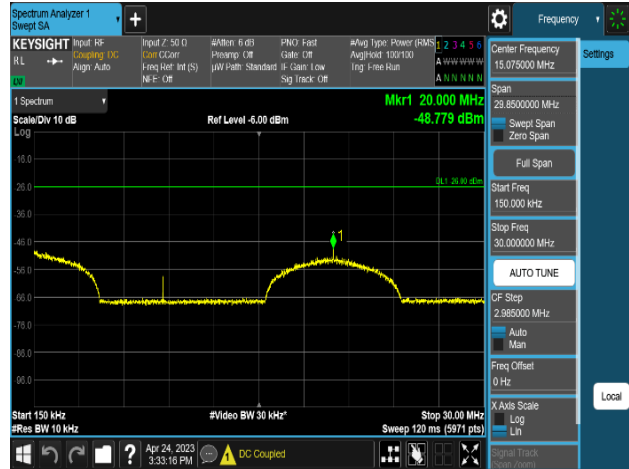 Spectrum Analyzer 1
Swept SA
Frequency
KEYSIGHT
RL
Input: RF
Coupling: DC
Align: Auto
Input Z: 50 Ω
Corr CCorr
Freq Ref: Int (S)
NFE: Off
#Atten: 6 dB
Preamp: Off
µW Path: Standard
PNO: Fast
Gate: Off
IF Gain: Low
Sig Track: Off
#Avg Type: Power (RMS)
Avg|Hold: 100/100
Trig: Free Run
1 2 3 4 5 6
A W W W W W
A N N N N N
1 Spectrum
Scale/Div 10 dB
Log
Ref Level -6.00 dBm
Mkr1 20.000 MHz
-48.779 dBm
DL1 -26.00 dBm
-16.0
-26.0
-36.0
-46.0
-56.0
-66.0
-76.0
-86.0
-96.0
1
Start 150 kHz
#Res BW 10 kHz
#Video BW 30 kHz*
Stop 30.00 MHz
Sweep 120 ms (5971 pts)
Apr 24, 2023
3:33:16 PM
DC Coupled
Center Frequency
15.075000 MHz
Settings
Span
29.8500000 MHz
Swept Span
Zero Span
Full Span
Start Freq
150.000 kHz
Stop Freq
30.000000 MHz
AUTO TUNE
CF Step
2.985000 MHz
Auto
Man
Freq Offset
0 Hz
Local
X Axis Scale
Log
Lin
Signal Track
(Span Zoom)